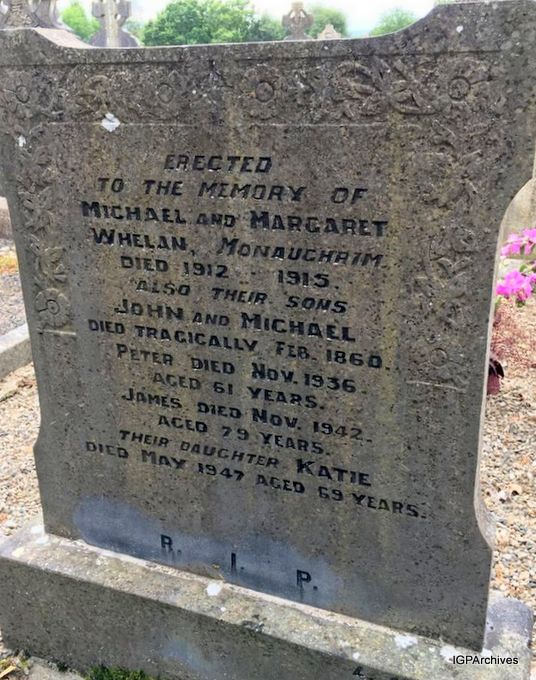 ERECTED
TO THE MEMORY OF
MICHAEL AND MARGARET
WHELAN, MONAUGHRIM.
DIED 1912 - 1915.
ALSO THEIR SONS
JOHN AND MICHAEL
DIED TRAGICALLY FEB. 1860.
PETER DIED NOV. 1936.
AGED 61 YEARS.
JAMES DIED NOV. 1942.
AGED 79 YEARS.
THEIR DAUGHTER KATIE
DIED MAY 1947 AGED 69 YEARS.
R. I. P.
IGPArchives